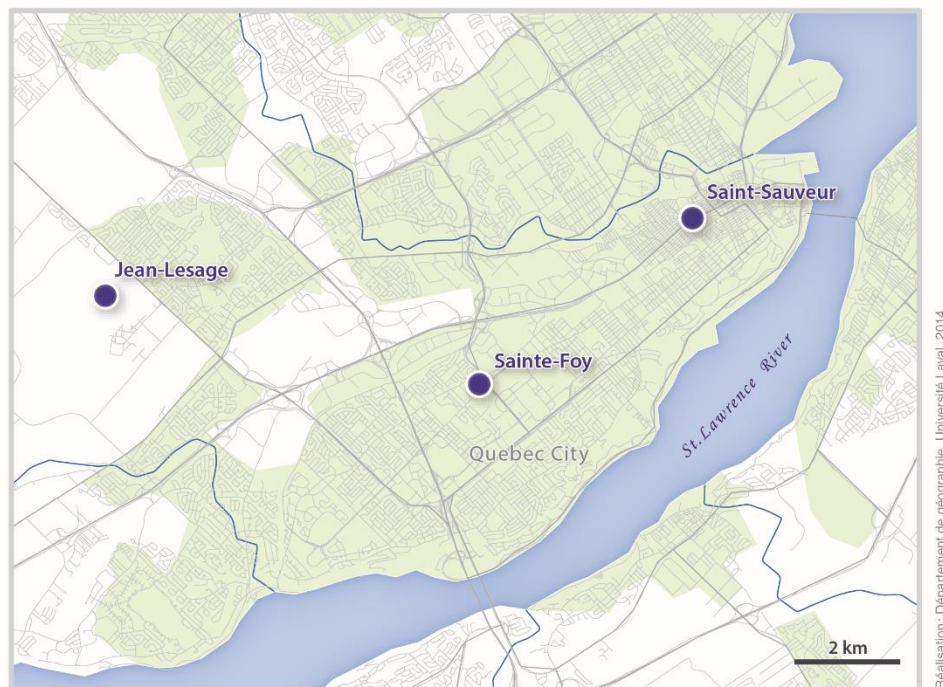 Saint-Sauveur
Jean-Lesage
Sainte-Foy
Quebec City
St. Lawrence River
2 km
Réalisation: Département de géographie, Université Laval, 2014